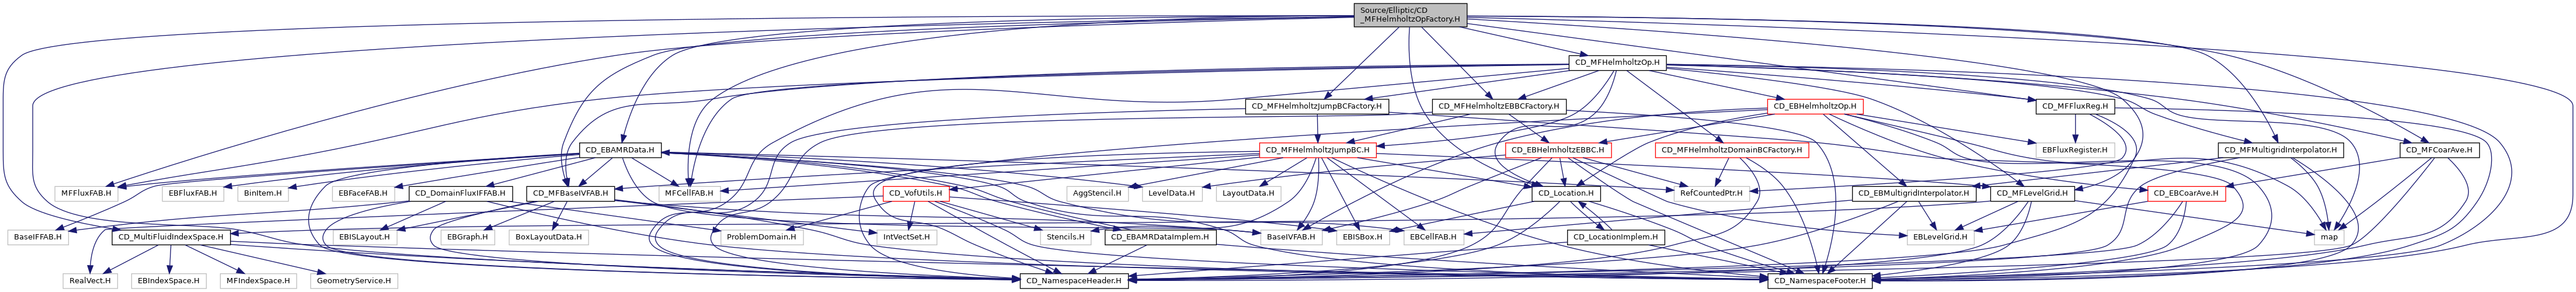 Source/Elliptic/CD
_MFHelmholtzOpFactory.H
CD_MFHelmholtzOp.H
CD_MFHelmholtzJumpBCFactory.H
CD_MFHelmholtzEBBCFactory.H
CD_EBHelmholtzOp.H
CD_MFFluxReg.H
CD_EBAMRData.H
CD_MFHelmholtzJumpBC.H
CD_EBHelmholtzEBBC.H
CD_MFHelmholtzDomainBCFactory.H
EBFluxRegister.H
CD_MFMultigridInterpolator.H
CD_MFCoarAve.H
MFFluxFAB.H
EBFluxFAB.H
BinItem.H
EBFaceFAB.H
CD_DomainFluxIFFAB.H
CD_MFBaseIVFAB.H
MFCellFAB.H
CD_VofUtils.H
AggStencil.H
LevelData.H
LayoutData.H
CD_Location.H
RefCountedPtr.H
CD_EBMultigridInterpolator.H
CD_MFLevelGrid.H
CD_EBCoarAve.H
BaseIFFAB.H
CD_MultiFluidIndexSpace.H
EBISLayout.H
EBGraph.H
BoxLayoutData.H
ProblemDomain.H
IntVectSet.H
Stencils.H
CD_EBAMRDataImplem.H
BaseIVFAB.H
EBISBox.H
EBCellFAB.H
CD_LocationImplem.H
EBLevelGrid.H
map
RealVect.H
EBIndexSpace.H
MFIndexSpace.H
GeometryService.H
CD_NamespaceHeader.H
CD_NamespaceFooter.H